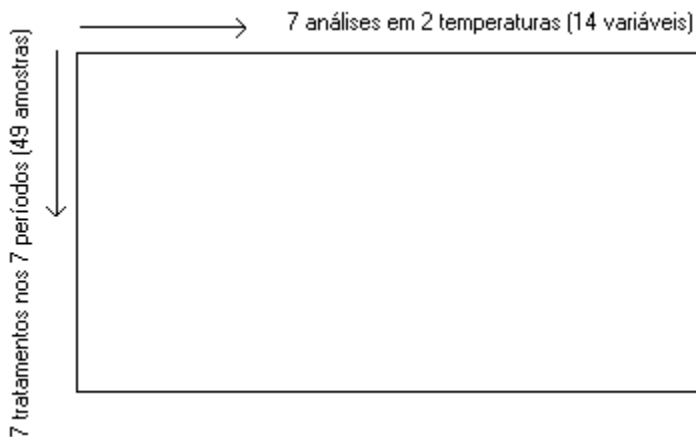 7 análises em 2 temperaturas (14 variáveis)
7 tratamentos nos 7 períodos (49 amostras)